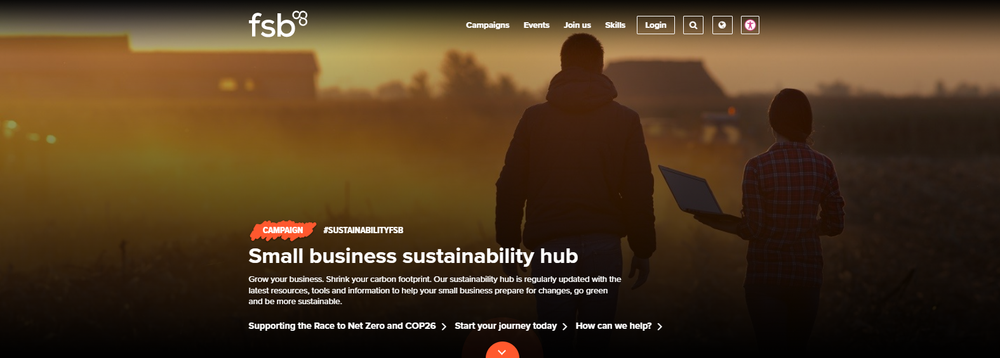 fsb
Campaigns Events Join us Skills Login
CAMPAIGN #SUSTAINABILITYFSB
Small business sustainability hub
Grow your business. Shrink your carbon footprint. Our sustainability hub is regularly updated with the
latest resources, tools and information to help your small business prepare for changes, go green
and be more sustainable.
Supporting the Race to Net Zero and COP26 Start your journey today How can we help?